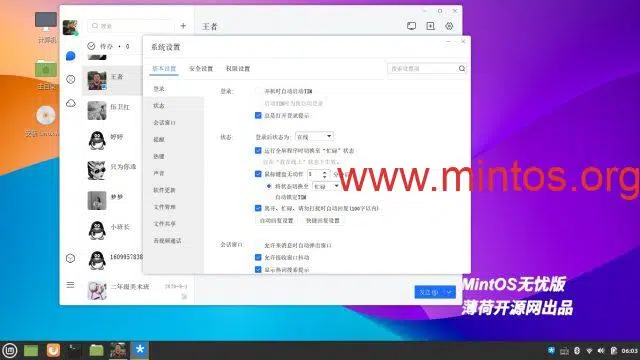 计算机
主目录
搜索
待办 · 0
王者
伍卫红
婷婷
只为你逃
梦梦
小班长
1609957838
二年级美术班
2020-9-1
王者
系统设置
基本设置 安全设置 权限设置
搜索设置项
登录
状态
会话窗口
提醒
热键
声音
软件更新
文件管理
文件共享
音视频通话
登录: 开机时自动启动TIM
启动TIM时为我自动登录
总是打开登录提示
状态: 登录后状态为: 在线
运行全屏程序时切换至“忙碌”状态
仅在“我在线上”状态下生效。
鼠标键盘无动作 5
将状态切换至 忙碌
自动锁定TIM
离开、忙碌、请勿打扰时自动回复(100字以内)
自动回复设置 快捷回复设置
会话窗口: 允许来消息时自动弹出窗口
允许接收窗口抖动
显示热词搜索提示
发送(S)
www.mintos.org
MintOS无忧版
薄荷开源网出品
06:03